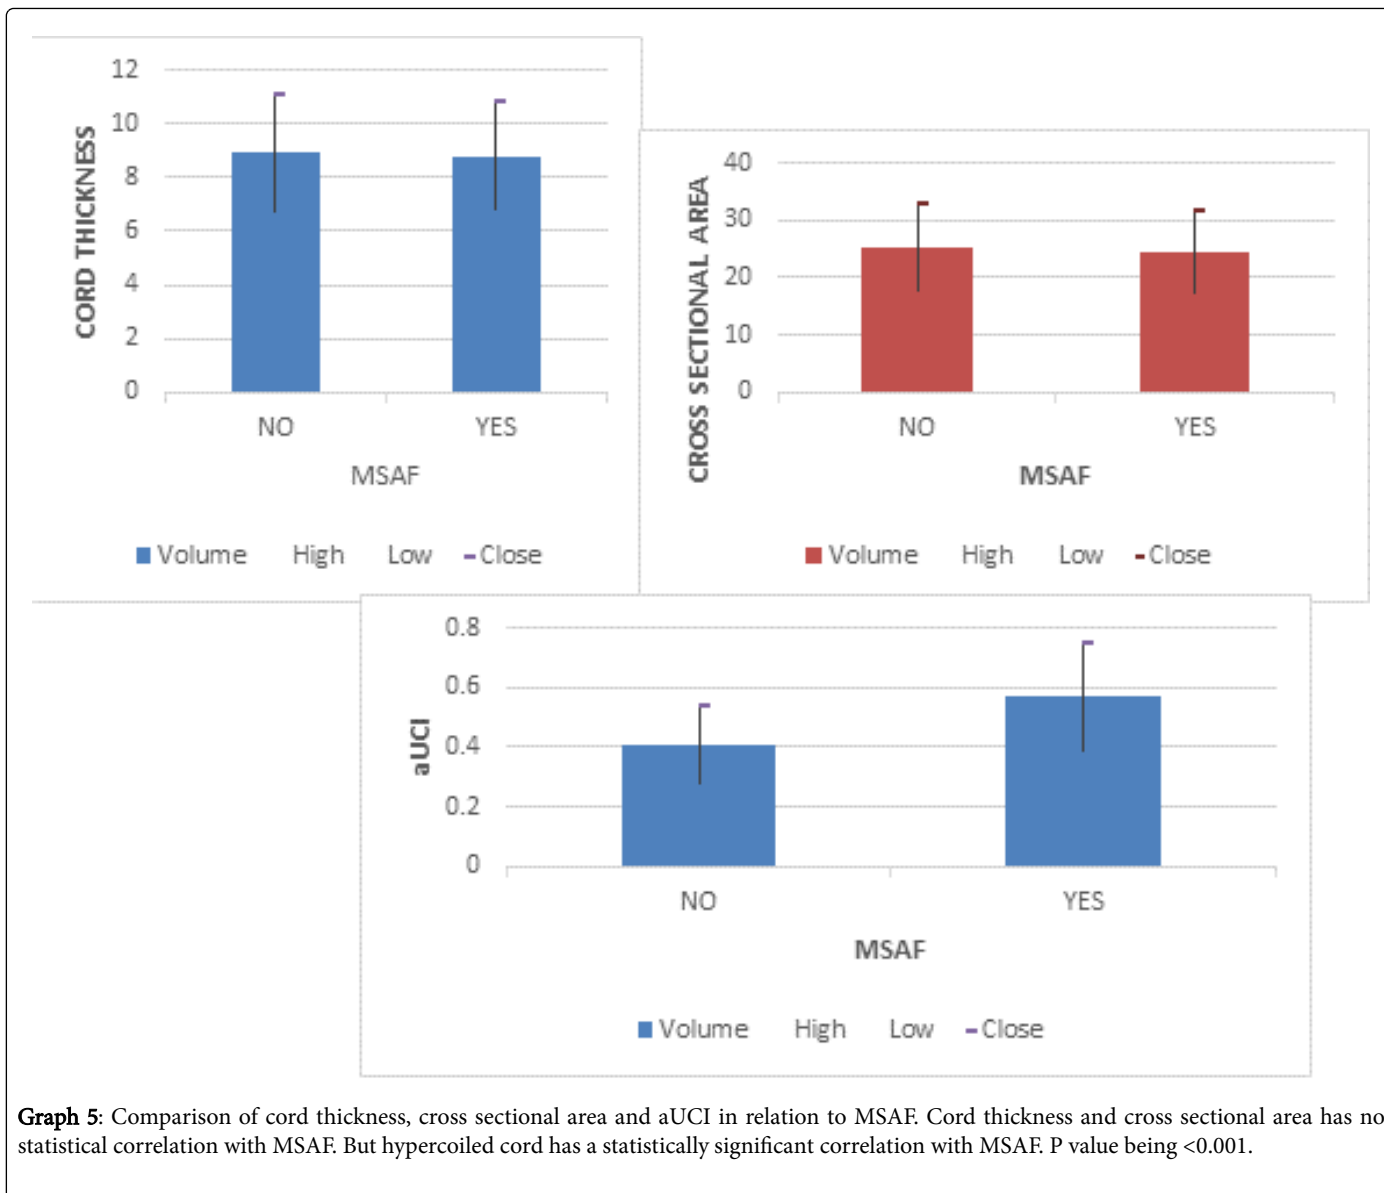 12
10
8
6
4
2
0
CORD THICKNESS
NO YES
MSAF
Volume High Low Close
40
30
20
10
0
CROSS SECTIONAL AREA
NO YES
MSAF
Volume High Low Close
0.8
0.6
0.4
0.2
0
aUCI
NO YES
MSAF
Volume High Low Close
Graph 5: Comparison of cord thickness, cross sectional area and aUCI in relation to MSAF. Cord thickness and cross sectional area has no
statistical correlation with MSAF. But hypercoiled cord has a statistically significant correlation with MSAF. P value being <0.001.